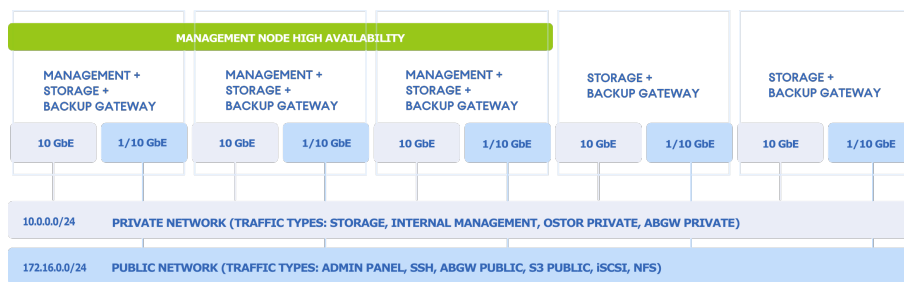 MANAGEMENT NODE HIGH AVAILABILITY
MANAGEMENT +
STORAGE +
BACKUP GATEWAY
MANAGEMENT +
STORAGE +
BACKUP GATEWAY
MANAGEMENT +
STORAGE +
BACKUP GATEWAY
STORAGE +
BACKUP GATEWAY
STORAGE +
BACKUP GATEWAY
10 GbE
1/10 GbE
10 GbE
1/10 GbE
10 GbE
1/10 GbE
10 GbE
1/10 GbE
10 GbE
1/10 GbE
10.0.0.0/24 PRIVATE NETWORK (TRAFFIC TYPES: STORAGE, INTERNAL MANAGEMENT, OSTOR PRIVATE, ABGW PRIVATE)
172.16.0.0/24 PUBLIC NETWORK (TRAFFIC TYPES: ADMIN PANEL, SSH, ABGW PUBLIC, S3 PUBLIC, iSCSI, NFS)